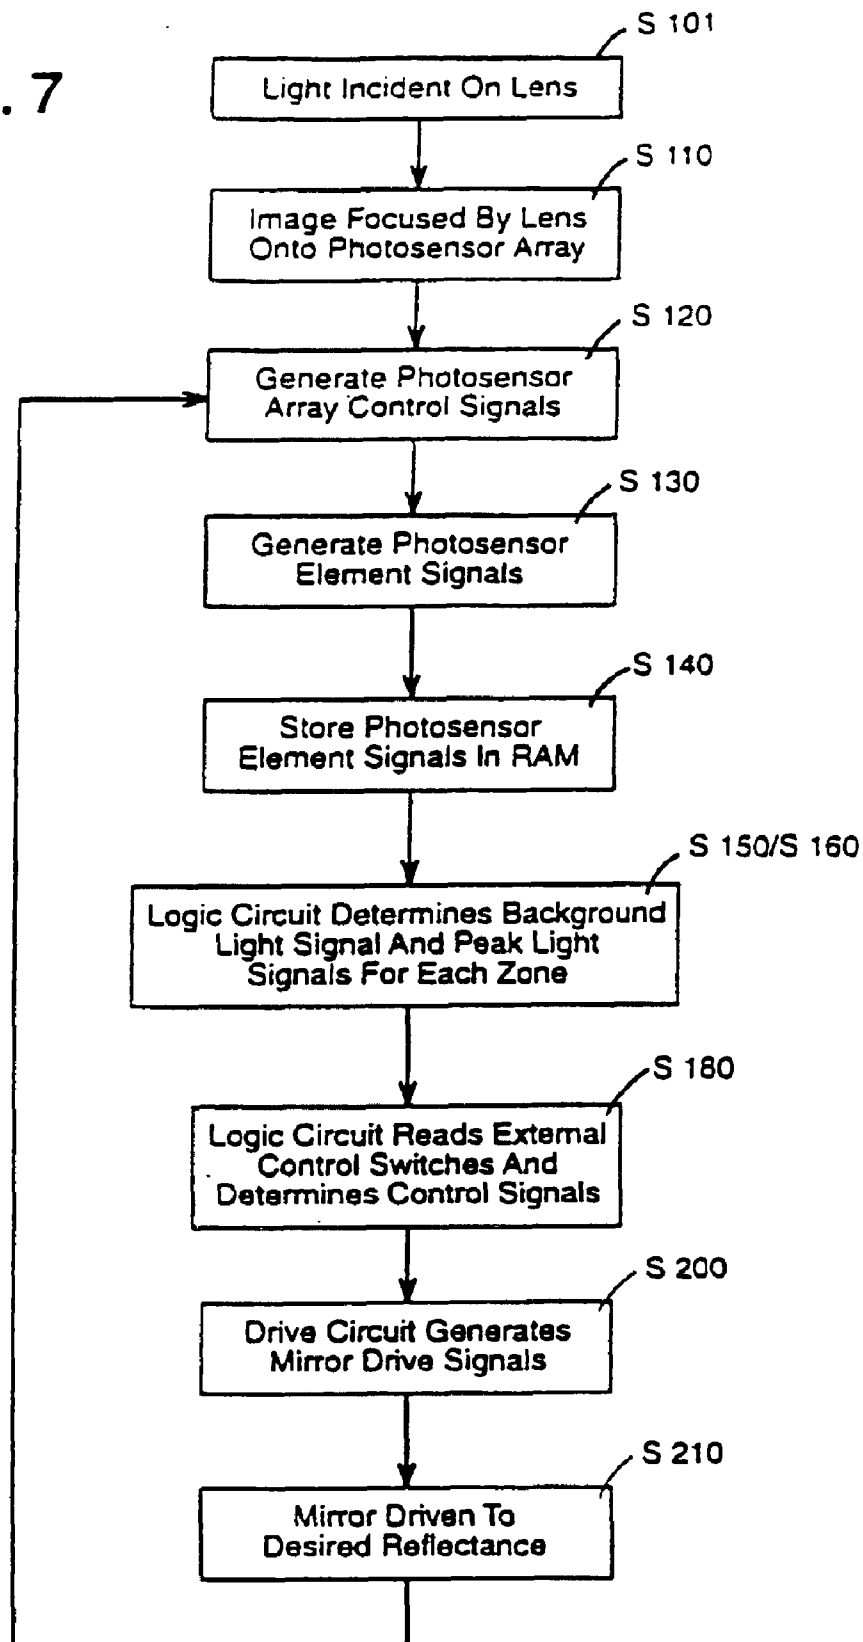 . 7
S 101
Light Incident On Lens
S 110
Image Focused By Lens
Onto Photosensor Array
S 120
Generate Photosensor
Array Control Signals
S 130
Generate Photosensor
Element Signals
S 140
Store Photosensor
Element Signals In RAM
S 150/S 160
Logic Circuit Determines Background
Light Signal And Peak Light
Signals For Each Zone
S 180
Logic Circuit Reads External
Control Switches And
Determines Control Signals
S 200
Drive Circuit Generates
Mirror Drive Signals
S 210
Mirror Driven To
Desired Reflectance